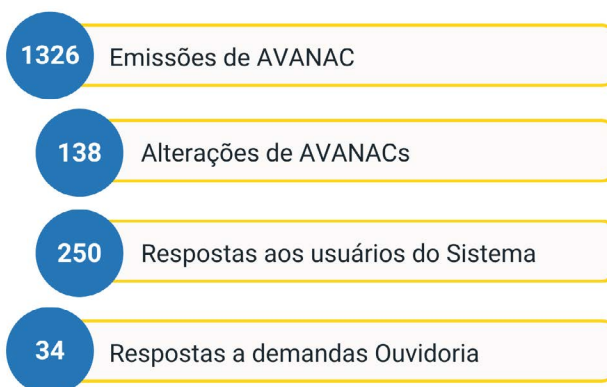 1326 Emissões de AVANAC
138 Alterações de AVANACs
250 Respostas aos usuários do Sistema
34 Respostas a demandas Ouvidoria